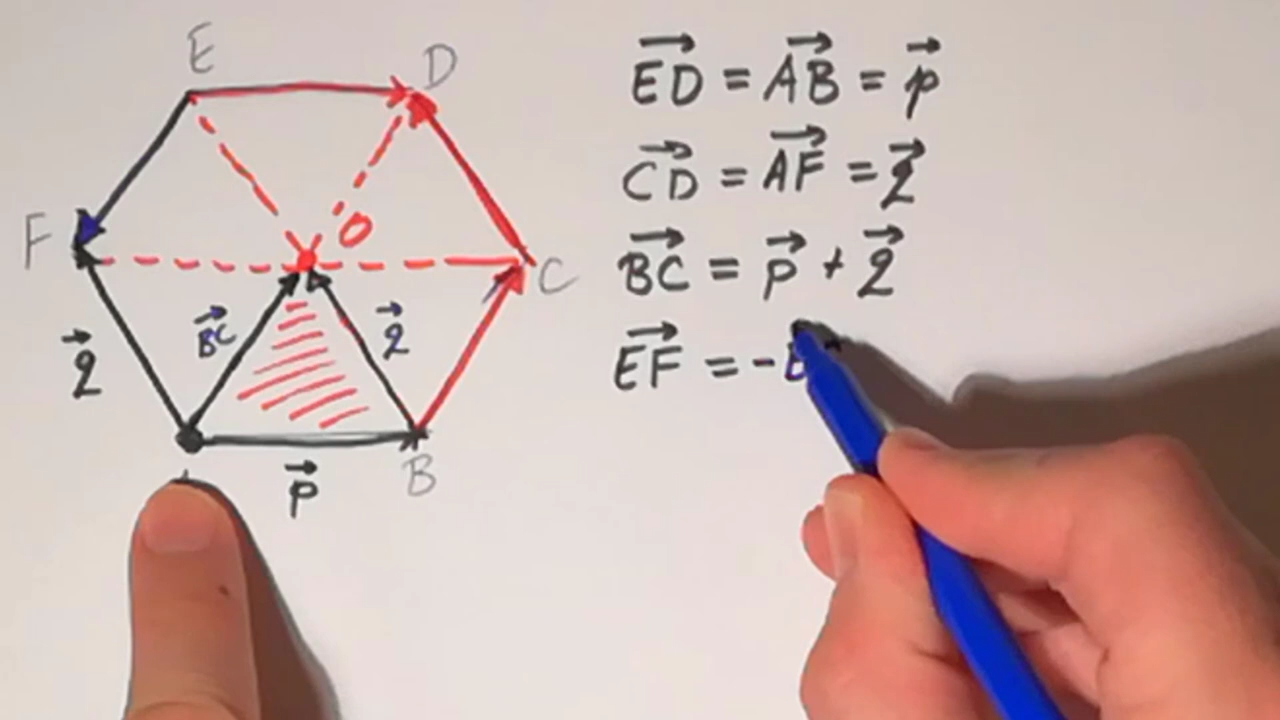 E
D
F
O
C
BC
q
q
A
p
B
ED = AB = p
CD = AF = q
BC = p + q
EF = -